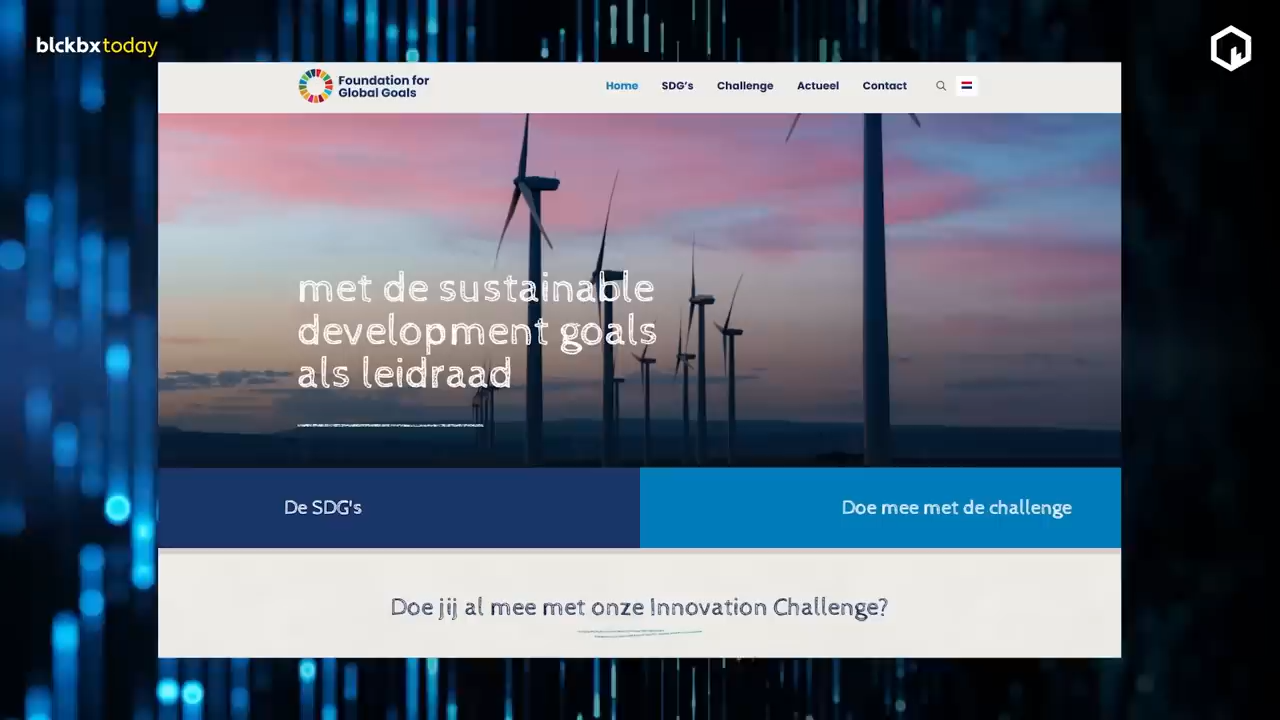 blckbxtoday
Foundation for
Global Goals
Home SDG's Challenge Actueel Contact
met de sustainable
development goals
als leidraad
De SDG's
Doe mee met de challenge
Doe jij al mee met onze Innovation Challenge?